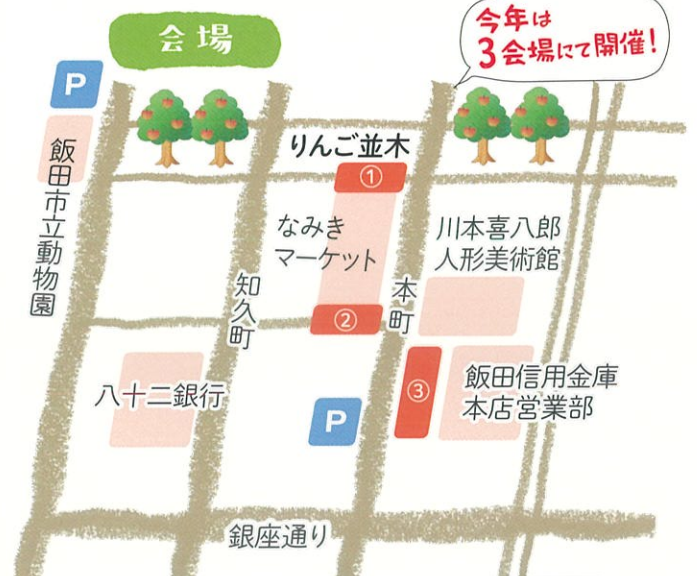 会場
今年は
3会場にて開催！
P
飯田市立動物園
りんご並木
①
なみき
マーケット
川本喜八郎
人形美術館
知久町
本町
②
八十二銀行
P
③
飯田信用金庫
本店営業部
銀座通り